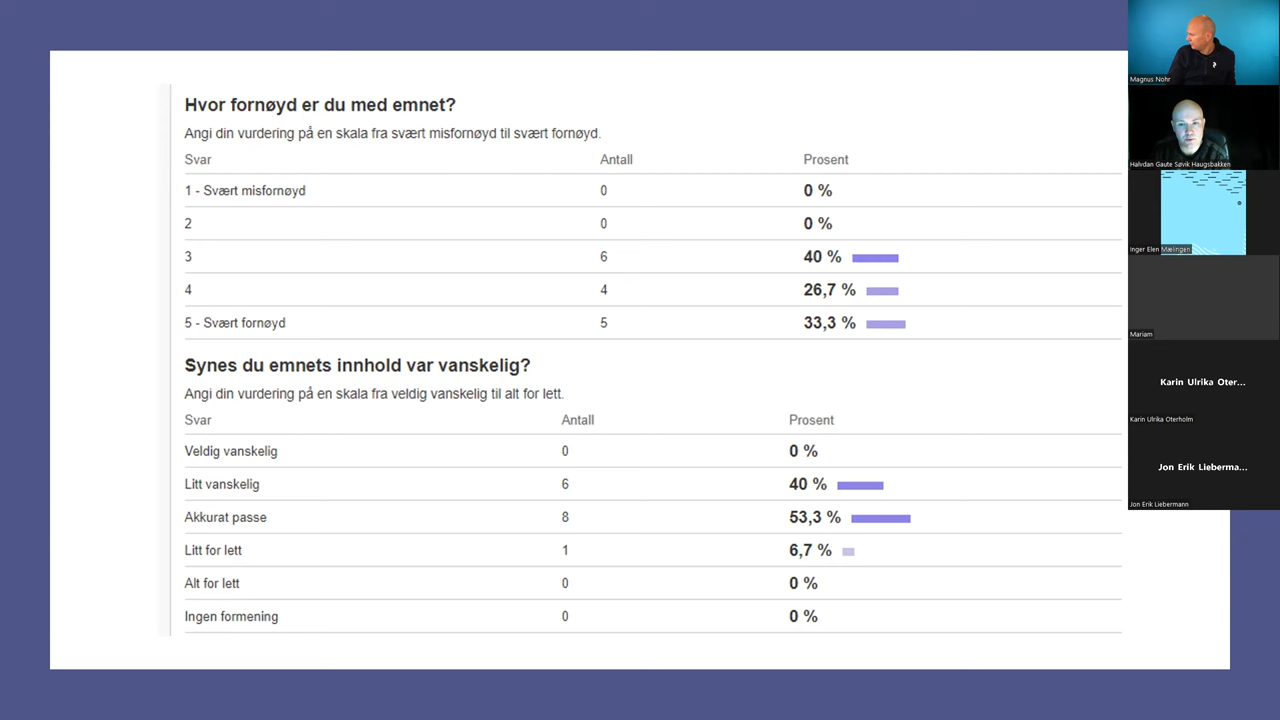 Hvor fornøyd er du med emnet?
Angi din vurdering på en skala fra svært misfornøyd til svært fornøyd.
Svar Antall Prosent
1 - Svært misfornøyd 0 0 %
2 0 0 %
3 6 40 %
4 4 26,7 %
5 - Svært fornøyd 5 33,3 %
Synes du emnets innhold var vanskelig?
Angi din vurdering på en skala fra veldig vanskelig til alt for lett.
Svar Antall Prosent
Veldig vanskelig 0 0 %
Litt vanskelig 6 40 %
Akkurat passe 8 53,3 %
Litt for lett 1 6,7 %
Alt for lett 0 0 %
Ingen formening 0 0 %
Magnus Nohr
Halvdan Gaute Søvik Haugsbakken
Inger Elen Mælingen
Mariam
Karin Ulrika Oter...
Karin Ulrika Oterholm
Jon Erik Lieberma...
Jon Erik Liebermann